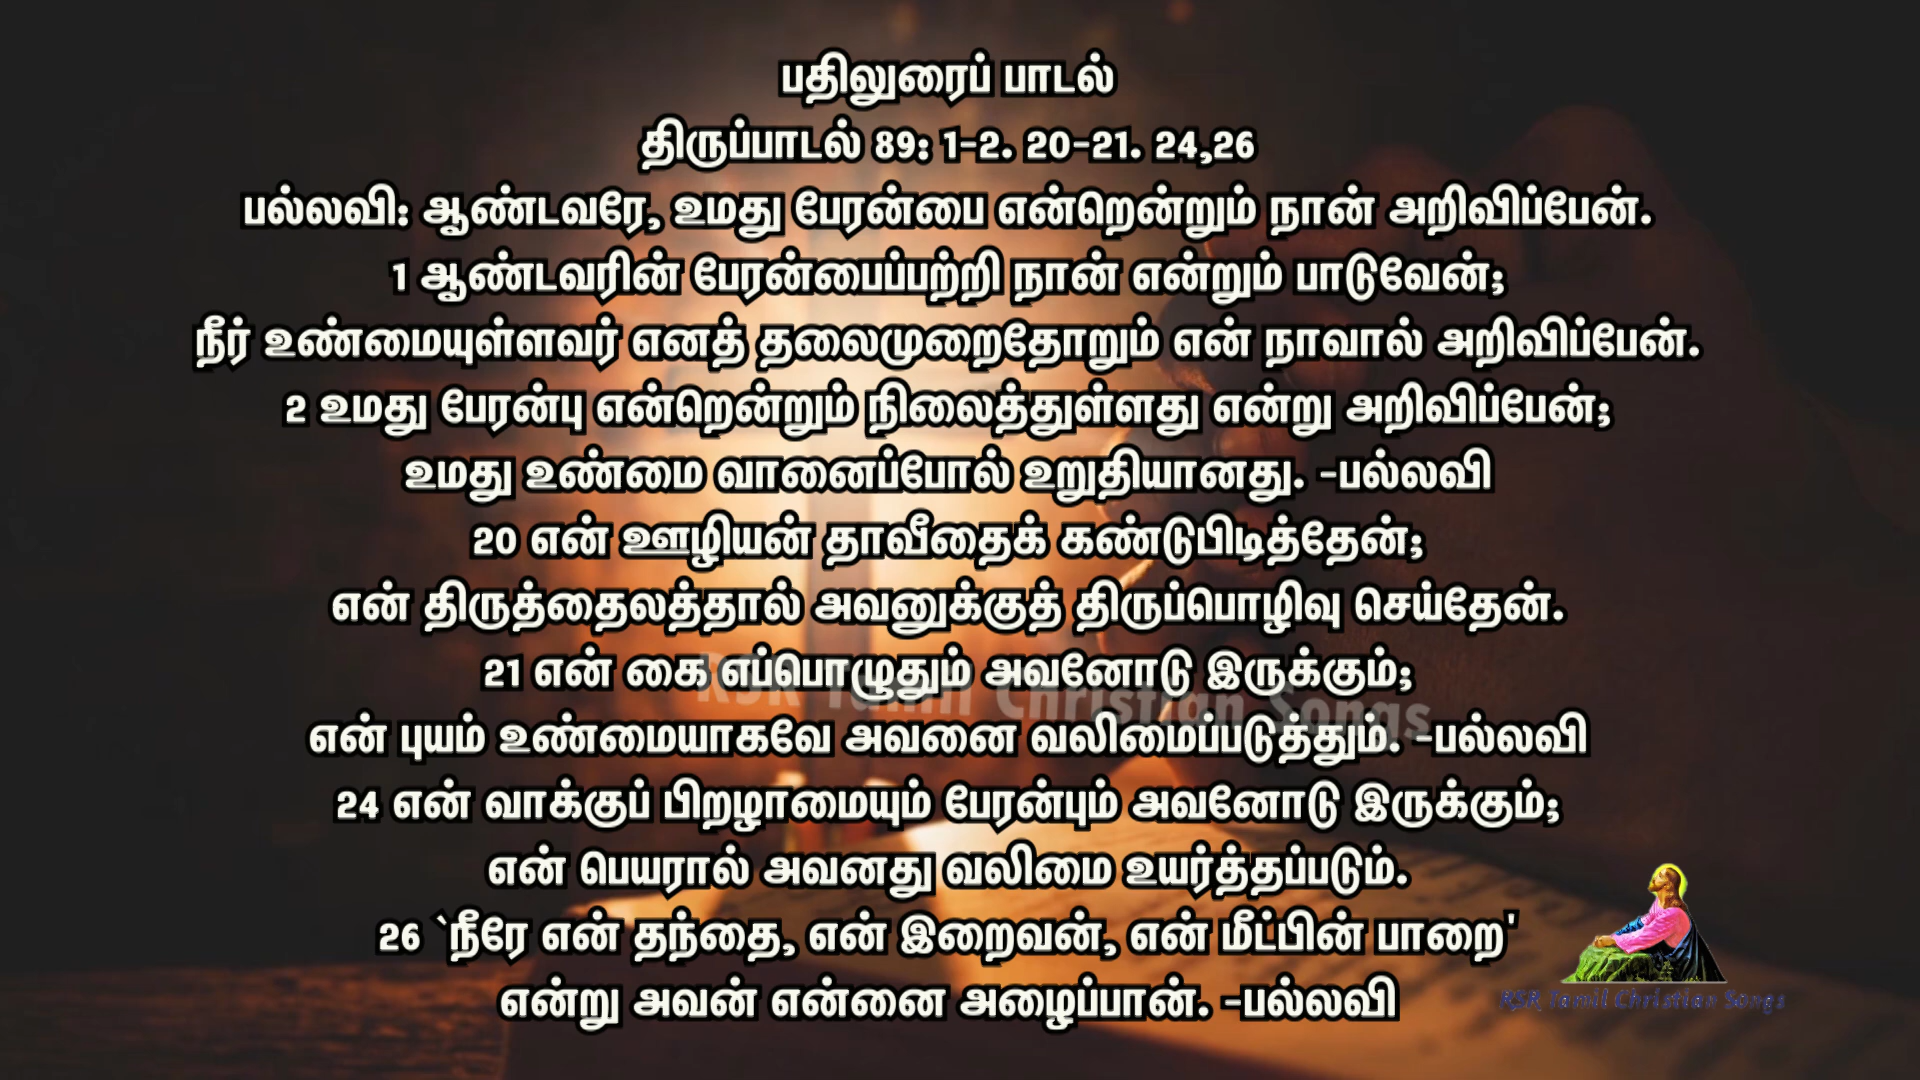 பதிலுரைப் பாடல்
திருப்பாடல் 89: 1-2. 20-21. 24,26
பல்லவி: ஆண்டவரே, உமது பேரன்பை என்றென்றும் நான் அறிவிப்பேன்.
1 ஆண்டவரின் பேரன்பைப்பற்றி நான் என்றும் பாடுவேன்;
நீர் உண்மையுள்ளவர் எனத் தலைமுறைதோறும் என் நாவால் அறிவிப்பேன்.
2 உமது பேரன்பு என்றென்றும் நிலைத்துள்ளது என்று அறிவிப்பேன்;
உமது உண்மை வானைப்போல் உறுதியானது. -பல்லவி
20 என் ஊழியன் தாவீதைக் கண்டுபிடித்தேன்;
என் திருத்தைலத்தால் அவனுக்குத் திருப்பொழிவு செய்தேன்.
21 என் கை எப்பொழுதும் அவனோடு இருக்கும்;
RSR Tamil Christian Songs
என் புயம் உண்மையாகவே அவனை வலிமைப்படுத்தும். -பல்லவி
24 என் வாக்குப் பிறழாமையும் பேரன்பும் அவனோடு இருக்கும்;
என் பெயரால் அவனது வலிமை உயர்த்தப்படும்.
26 `நீரே என் தந்தை, என் இறைவன், என் மீட்பின் பாறை'
என்று அவன் என்னை அழைப்பான். -பல்லவி
RSR Tamil Christian Songs